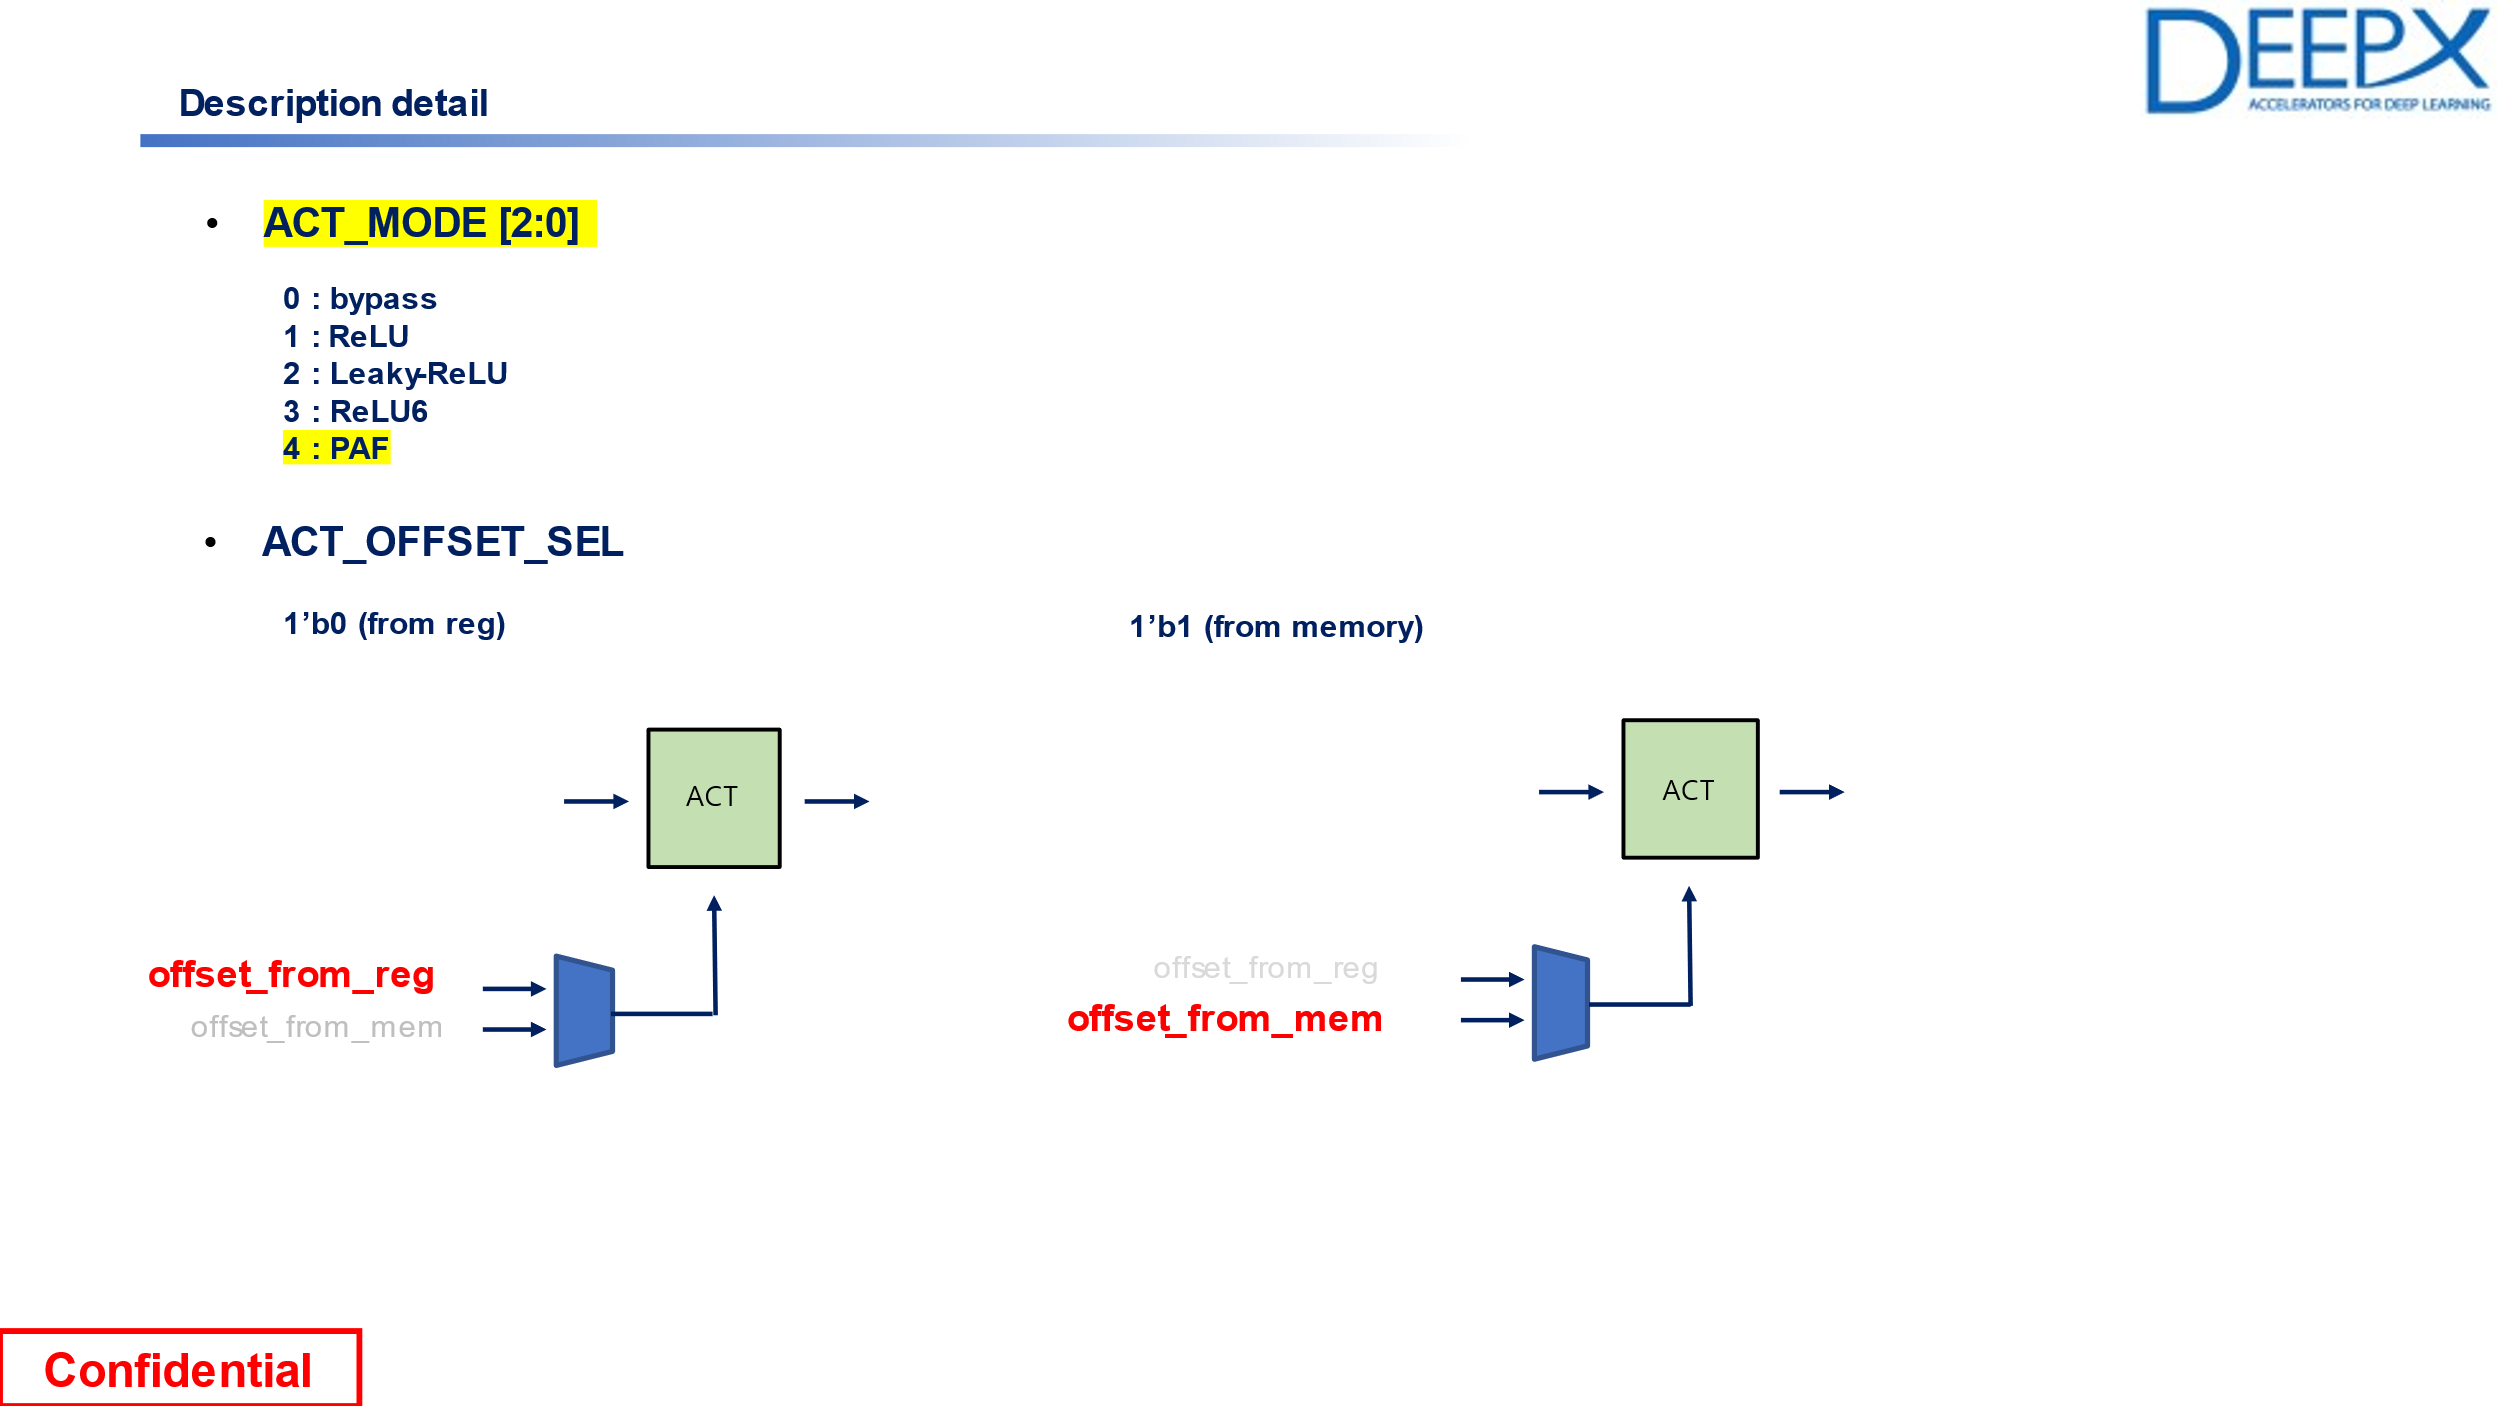 DEEPX
ACCELERATORS FOR DEEP LEARNING
Description detail
• ACT_MODE [2:0]
0 : bypass
1 : ReLU
2 : Leaky-ReLU
3 : ReLU6
4 : PAF
• ACT_OFFSET_SEL
1’b0 (from reg)
1’b1 (from memory)
ACT
offset_from_reg
offset_from_mem
ACT
offset_from_reg
offset_from_mem
Confidential